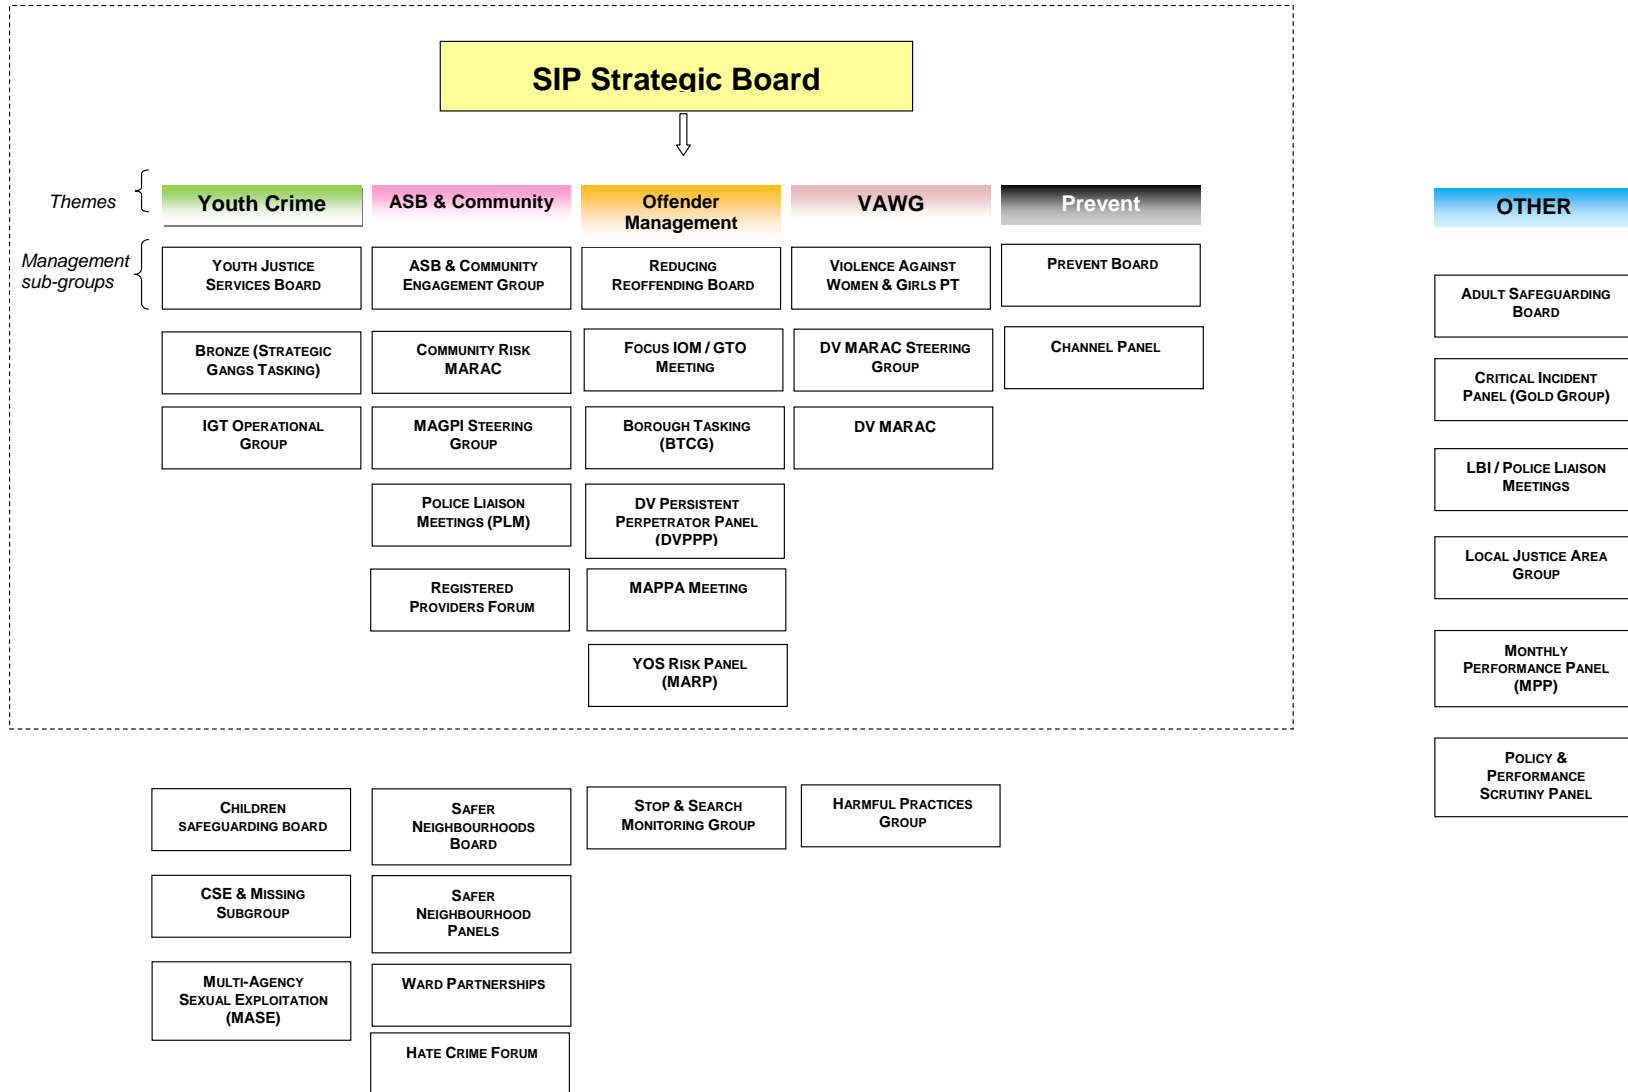 SIP Strategic Board
Themes
Youth Crime
ASB & Community
Offender
Management
VAWG
Prevent
OTHER
Management
sub-groups
YOUTH JUSTICE
SERVICES BOARD
ASB & COMMUNITY
ENGAGEMENT GROUP
REDUCING
REOFFENDING BOARD
VIOLENCE AGAINST
WOMEN & GIRLS PT
PREVENT BOARD
ADULT SAFEGUARDING
BOARD
BRONZE (STRATEGIC
GANGS TASKING)
COMMUNITY RISK
MARAC
FOCUS IOM / GTO
MEETING
DV MARAC STEERING
GROUP
CHANNEL PANEL
CRITICAL INCIDENT
PANEL (GOLD GROUP)
IGT OPERATIONAL
GROUP
MAGPI STEERING
GROUP
BOROUGH TASKING
(BTCG)
DV MARAC
LBI / POLICE LIAISON
MEETINGS
POLICE LIAISON
MEETINGS (PLM)
DV PERSISTENT
PERPETRATOR PANEL
(DVPPP)
LOCAL JUSTICE AREA
GROUP
REGISTERED
PROVIDERS FORUM
MAPPA MEETING
YOS RISK PANEL
(MARP)
MONTHLY
PERFORMANCE PANEL
(MPP)
POLICY &
PERFORMANCE
SCRUTINY PANEL
CHILDREN
SAFEGUARDING BOARD
SAFER
NEIGHBOURHOODS
BOARD
STOP & SEARCH
MONITORING GROUP
HARMFUL PRACTICES
GROUP
CSE & MISSING
SUBGROUP
SAFER
NEIGHBOURHOOD
PANELS
MULTI-AGENCY
SEXUAL EXPLOITATION
(MASE)
WARD PARTNERSHIPS
HATE CRIME FORUM